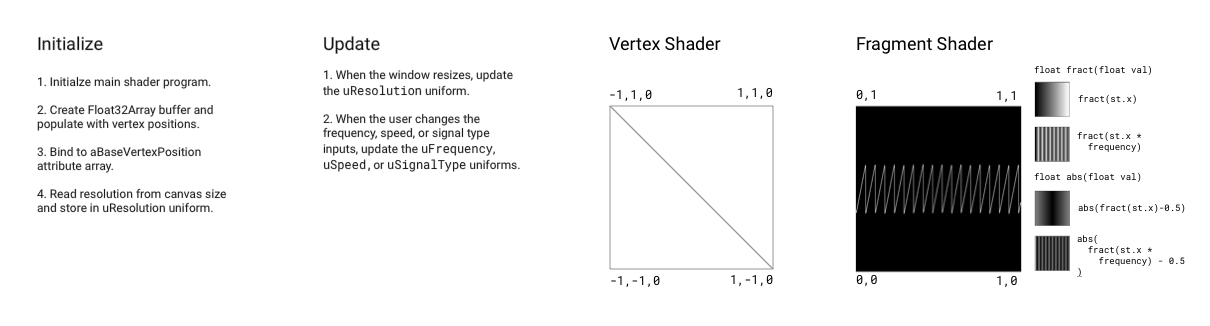 Initialize
1. Initialze main shader program.
2. Create Float32Array buffer and
populate with vertex positions.
3. Bind to aBaseVertexPosition
attribute array.
4. Read resolution from canvas size
and store in uResolution uniform.
Update
1. When the window resizes, update
the uResolution uniform.
2. When the user changes the
frequency, speed, or signal type
inputs, update the uFrequency,
uSpeed, or uSignalType uniforms.
Vertex Shader
-1,1,0
1,1,0
-1,-1,0
1,-1,0
Fragment Shader
0,1
1,1
0,0
1,0
float fract(float val)
fract(st.x)
fract(st.x *
frequency)
float abs(float val)
abs(fract(st.x)-0.5)
abs(
fract(st.x *
frequency) - 0.5
)